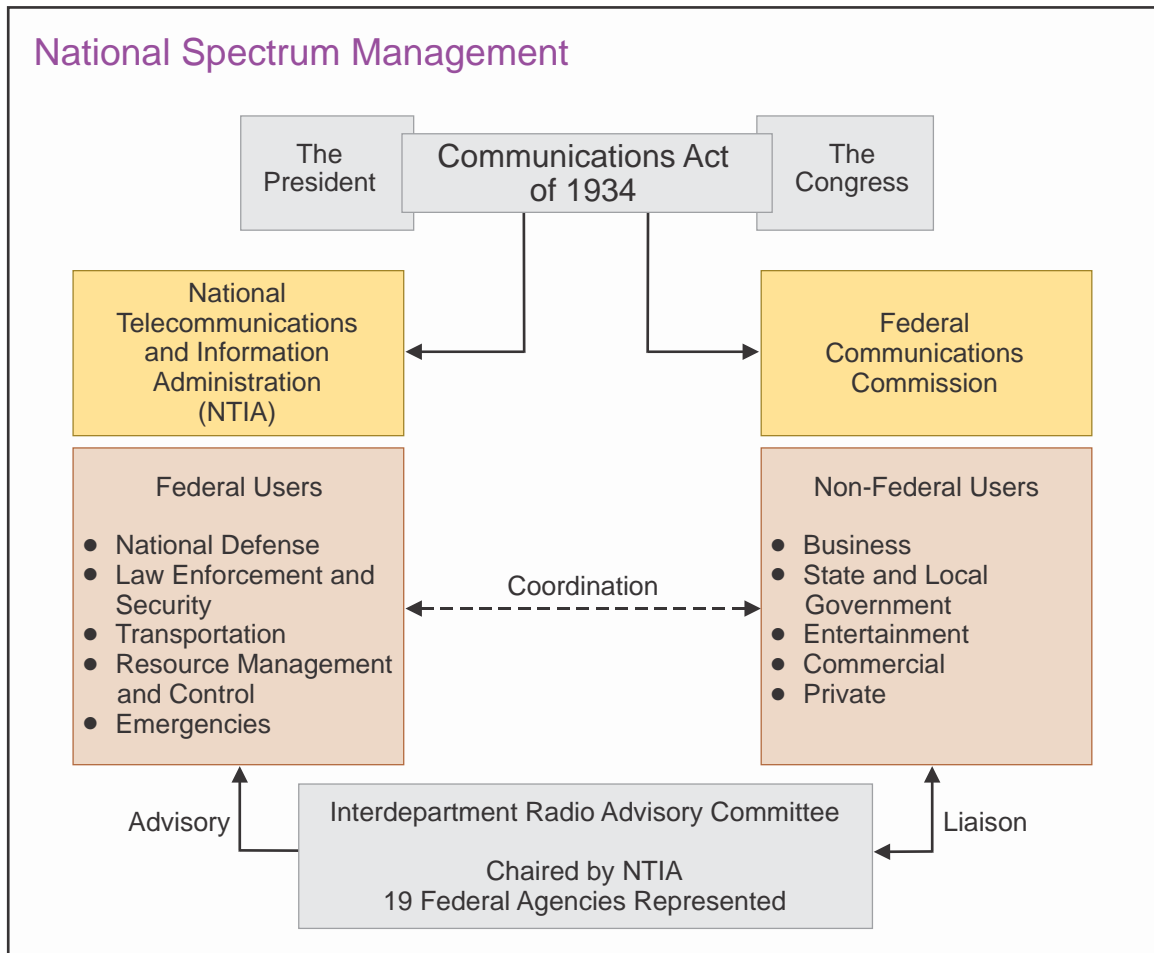 National Spectrum Management
The
President
Communications Act
of 1934
The
Congress
National
Telecommunications
and Information
Administration
(NTIA)
Federal
Communications
Commission
Federal Users
● National Defense
● Law Enforcement and
Security
● Transportation
● Resource Management
and Control
● Emergencies
Coordination
Non-Federal Users
● Business
● State and Local
Government
● Entertainment
● Commercial
● Private
Advisory
Interdepartment Radio Advisory Committee
Chaired by NTIA
19 Federal Agencies Represented
Liaison